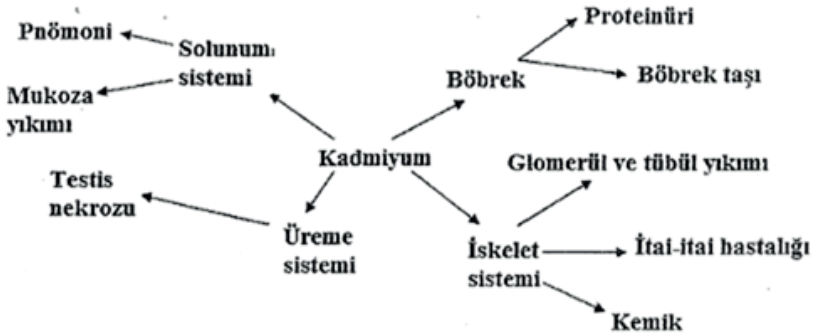 Pnömoni
Solunum
sistemi
Mukoza
yıkımı
Proteinüri
Böbrek
Böbrek taşı
Kadmiyum
Testis
nekrozu
Üreme
sistemi
Glomerül ve tübül yıkımı
İskelet
sistemi
İtai-itai hastalığı
Kemik